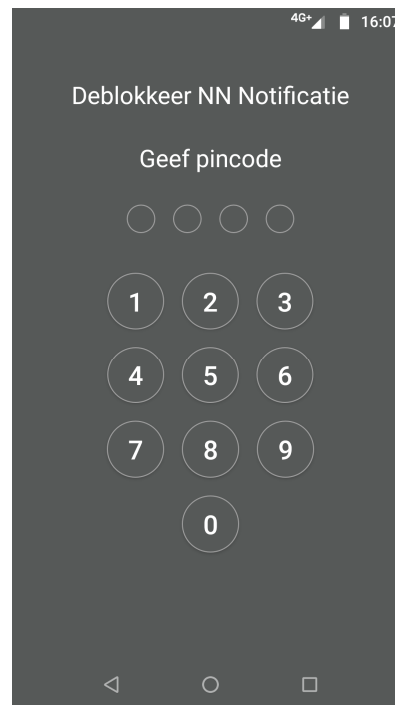 4G+ 16:07
Deblokkeer NN Notificatie
Geef pincode
1 2 3
4 5 6
7 8 9
0